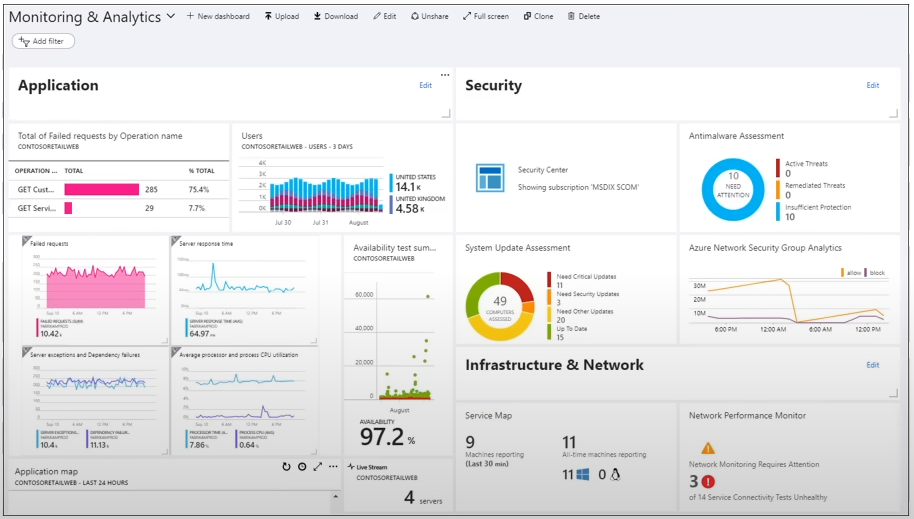 Monitoring & Analytics
+ New dashboard
Upload
Download
Edit
Unshare
Full screen
Clone
Delete
Add filter
Application
Edit
Security
Edit
Total of Failed requests by Operation name
CONTOSORETAILWEB
OPERATION ... TOTAL % TOTAL
GET Cust... 285 75.4%
GET Servi... 29 7.7%
Users
CONTOSORETAILWEB - USERS - 3 DAYS
4K
3K
2K
1K
0K
Jul 30 Jul 31 August
UNITED STATES
14.1 K
UNITED KINGDOM
4.58 K
Security Center
Showing subscription 'MSDIX SCOM'
Antimalware Assessment
10
NEED
ATTENTION
Active Threats
0
Remediated Threats
0
Insufficient Protection
10
Failed requests
FAILED REQUESTS (SUM)
10.42 k
Server response time
SERVER RESPONSE TIME (AVG)
64.97 ms
Availability test sum...
CONTOSORETAILWEB
60,000
40,000
20,000
0
August
AVAILABILITY
97.2 %
System Update Assessment
49
COMPUTERS
ASSESSED
Need Critical Updates
11
Need Security Updates
3
Need Other Updates
20
Up To Date
15
Azure Network Security Group Analytics
allow block
30M
20M
10M
6:00 PM 12:00 AM 6:00 AM 12:00 PM
Server exceptions and Dependency failures
SERVER EXCEPTIONS...
10.4 k
DEPENDENCY FAILUR...
11.13 k
Average processor and process CPU utilization
PROCESSOR TIME (A...
7.86 %
PROCESS CPU (AVG)
0.64 %
Infrastructure & Network
Edit
Service Map
9
Machines reporting
(Last 30 min)
11
All-time machines reporting
11 0
Network Performance Monitor
Network Monitoring Requires Attention
3
of 14 Service Connectivity Tests Unhealthy
Application map
CONTOSORETAILWEB - LAST 24 HOURS
Live Stream
CONTOSORETAILWEB
4 servers